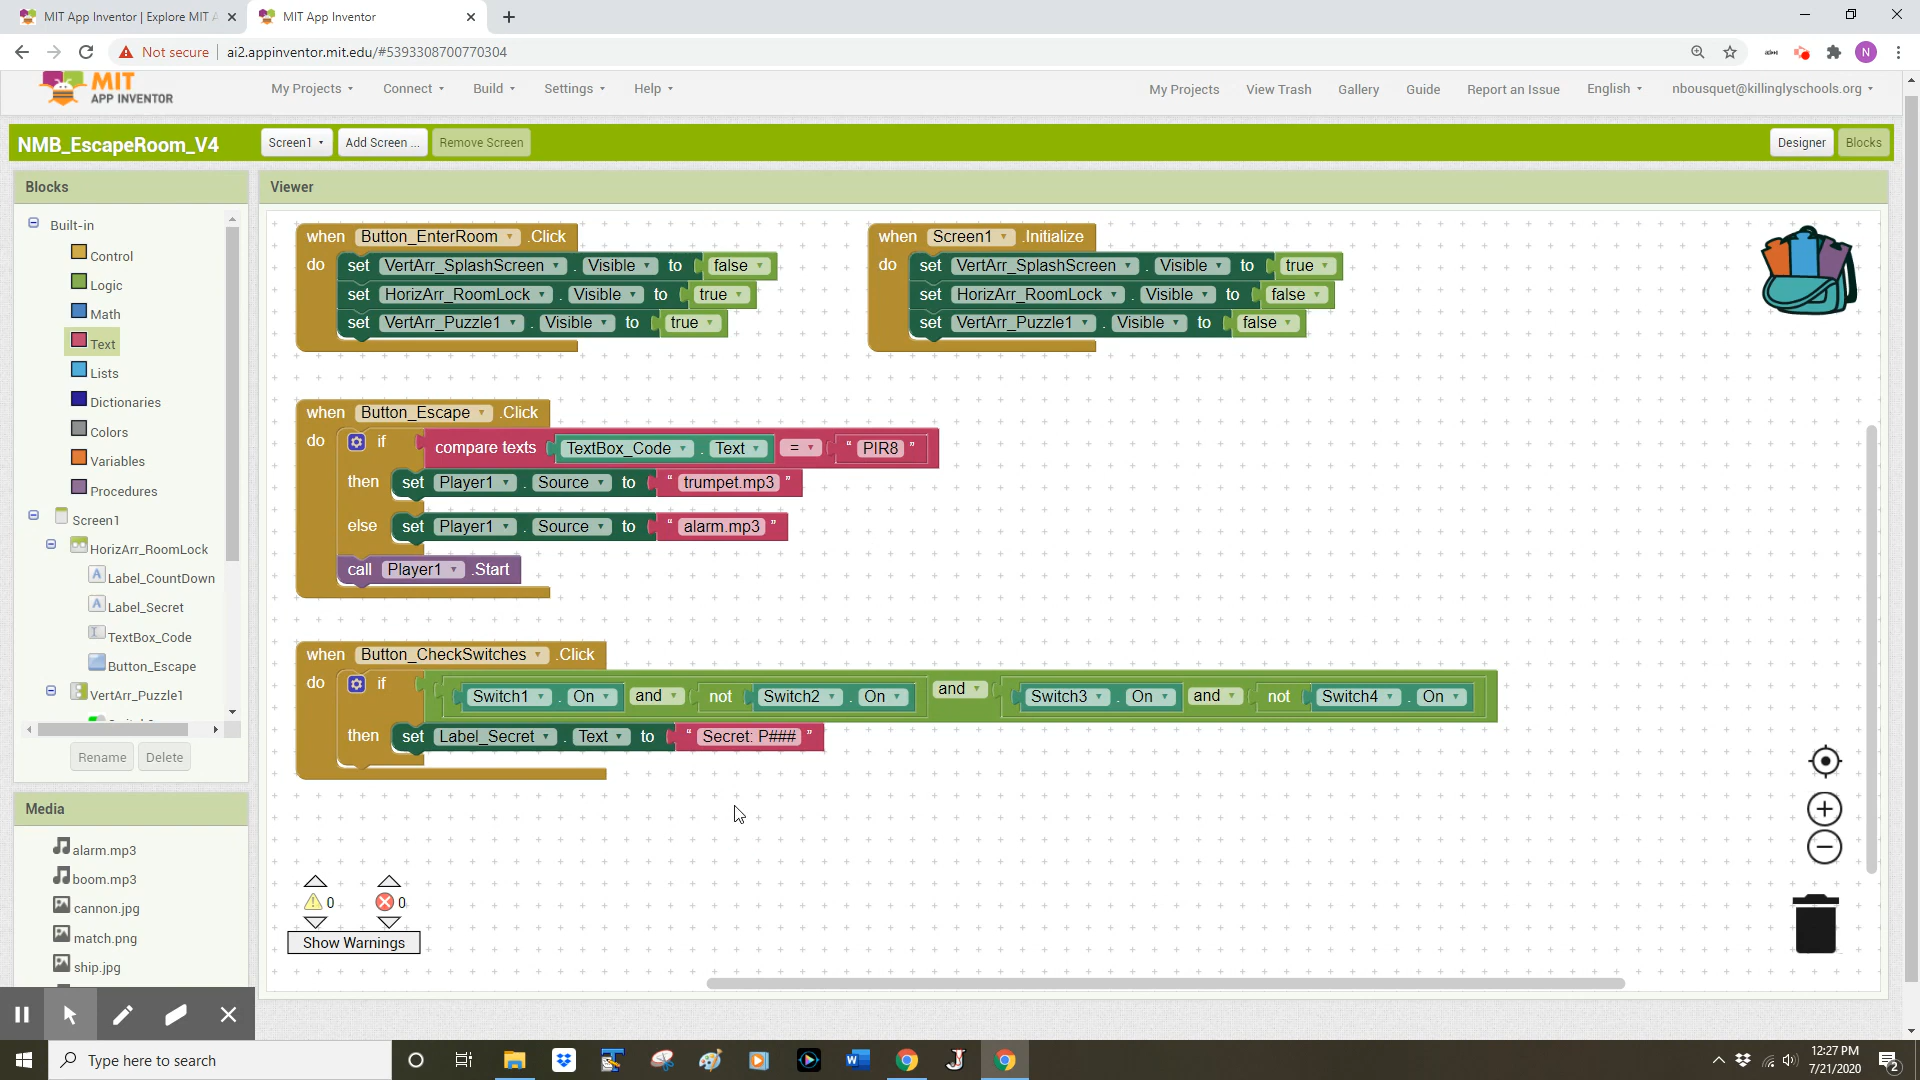 MIT App Inventor | Explore MIT A
MIT App Inventor
Not secure
ai2.appinventor.mit.edu/#5393308700770304
N
MIT
APP INVENTOR
My Projects
Connect
Build
Settings
Help
My Projects
View Trash
Gallery
Guide
Report an Issue
English
nbousquet@killinglyschools.org
NMB_EscapeRoom_V4
Screen1
Add Screen ...
Remove Screen
Designer
Blocks
Blocks
Built-in
Control
Logic
Math
Text
Lists
Dictionaries
Colors
Variables
Procedures
Screen1
HorizArr_RoomLock
Label_CountDown
Label_Secret
TextBox_Code
Button_Escape
VertArr_Puzzle1
Rename
Delete
Media
alarm.mp3
boom.mp3
cannon.jpg
match.png
ship.jpg
Viewer
when Button_EnterRoom .Click
do set VertArr_SplashScreen . Visible to false
set HorizArr_RoomLock . Visible to true
set VertArr_Puzzle1 . Visible to true
when Screen1 .Initialize
do set VertArr_SplashScreen . Visible to true
set HorizArr_RoomLock . Visible to false
set VertArr_Puzzle1 . Visible to false
when Button_Escape .Click
do if compare texts TextBox_Code . Text = “ PIR8 ”
then set Player1 . Source to “ trumpet.mp3 ”
else set Player1 . Source to “ alarm.mp3 ”
call Player1 .Start
when Button_CheckSwitches .Click
do if Switch1 . On and not Switch2 . On and Switch3 . On and not Switch4 . On
then set Label_Secret . Text to “ Secret: P### ”
0 0
Show Warnings
Type here to search
12:27 PM
7/21/2020
2